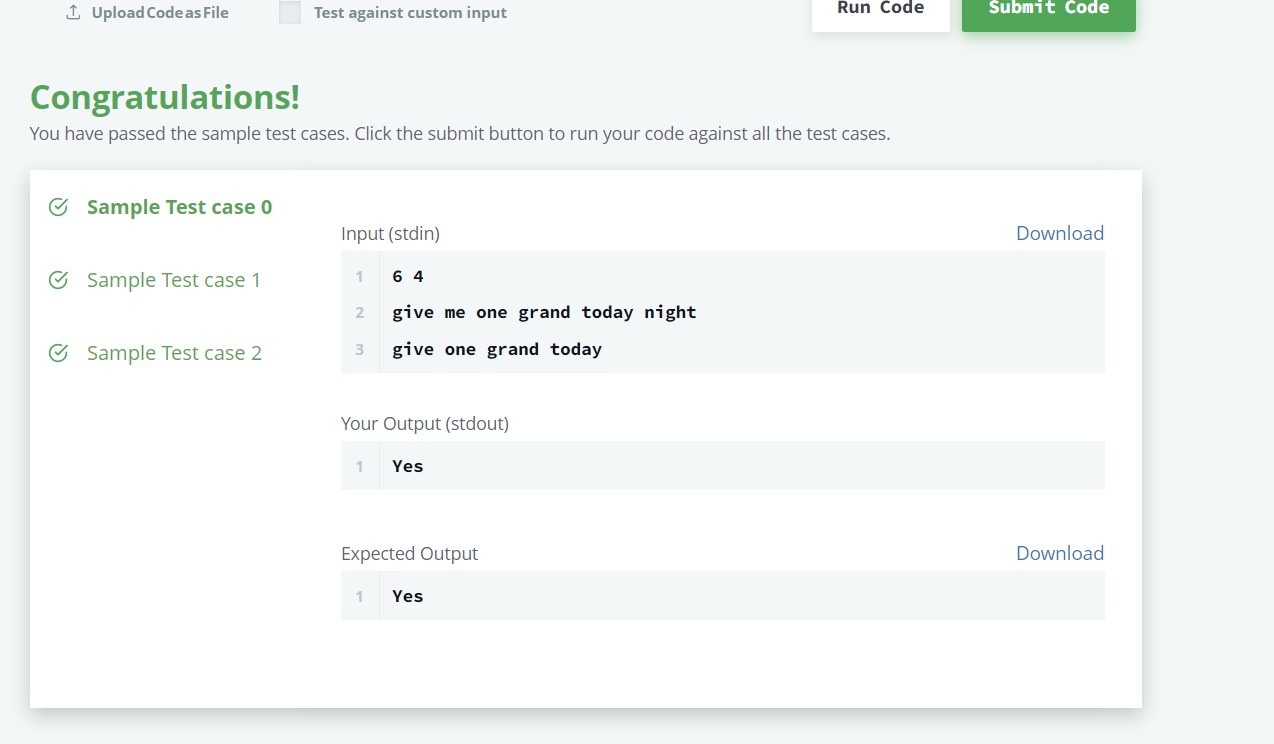 Upload Code as File
Test against custom input
Run Code
Submit Code
Congratulations!
You have passed the sample test cases. Click the submit button to run your code against all the test cases.
Sample Test case 0
Sample Test case 1
Sample Test case 2
Input (stdin)
Download
1 6 4
2 give me one grand today night
3 give one grand today
Your Output (stdout)
1 Yes
Expected Output
Download
1 Yes